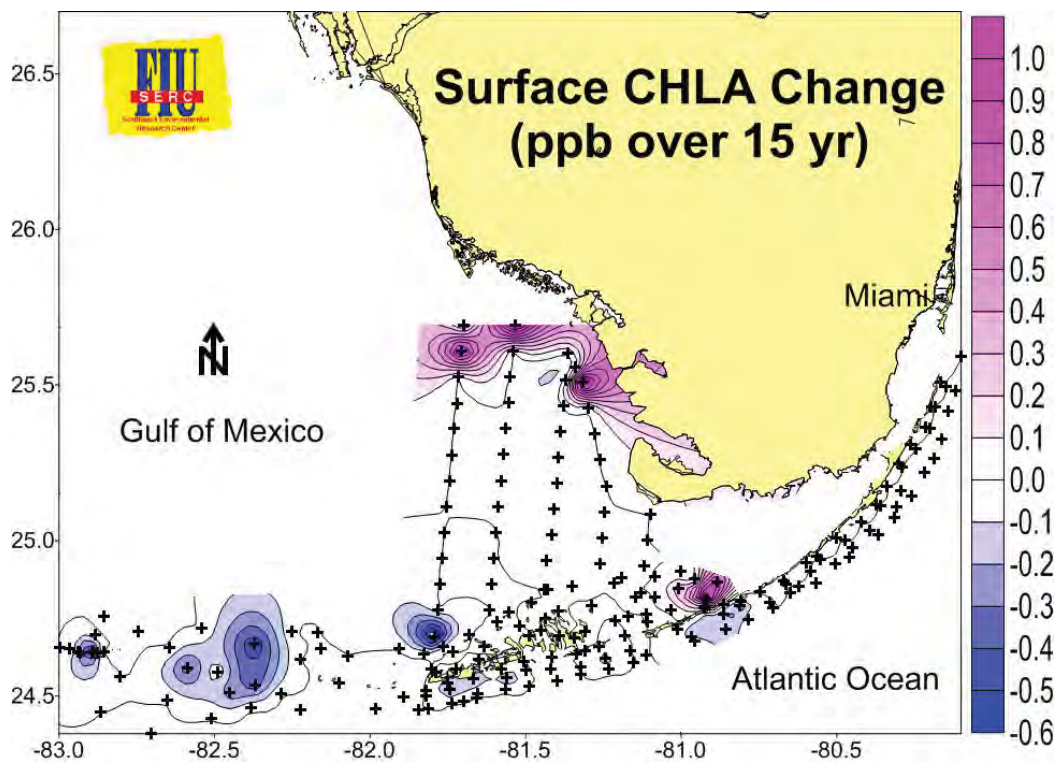 FIU
SERC
Southeast Environmental
Research Center
Surface CHLA Change
(ppb over 15 yr)
Miami
N
Gulf of Mexico
Atlantic Ocean
26.5
26.0
25.5
25.0
24.5
-83.0
-82.5
-82.0
-81.5
-81.0
-80.5
1.0
0.9
0.8
0.7
0.6
0.5
0.4
0.3
0.2
0.1
0.0
-0.1
-0.2
-0.3
-0.4
-0.5
-0.6